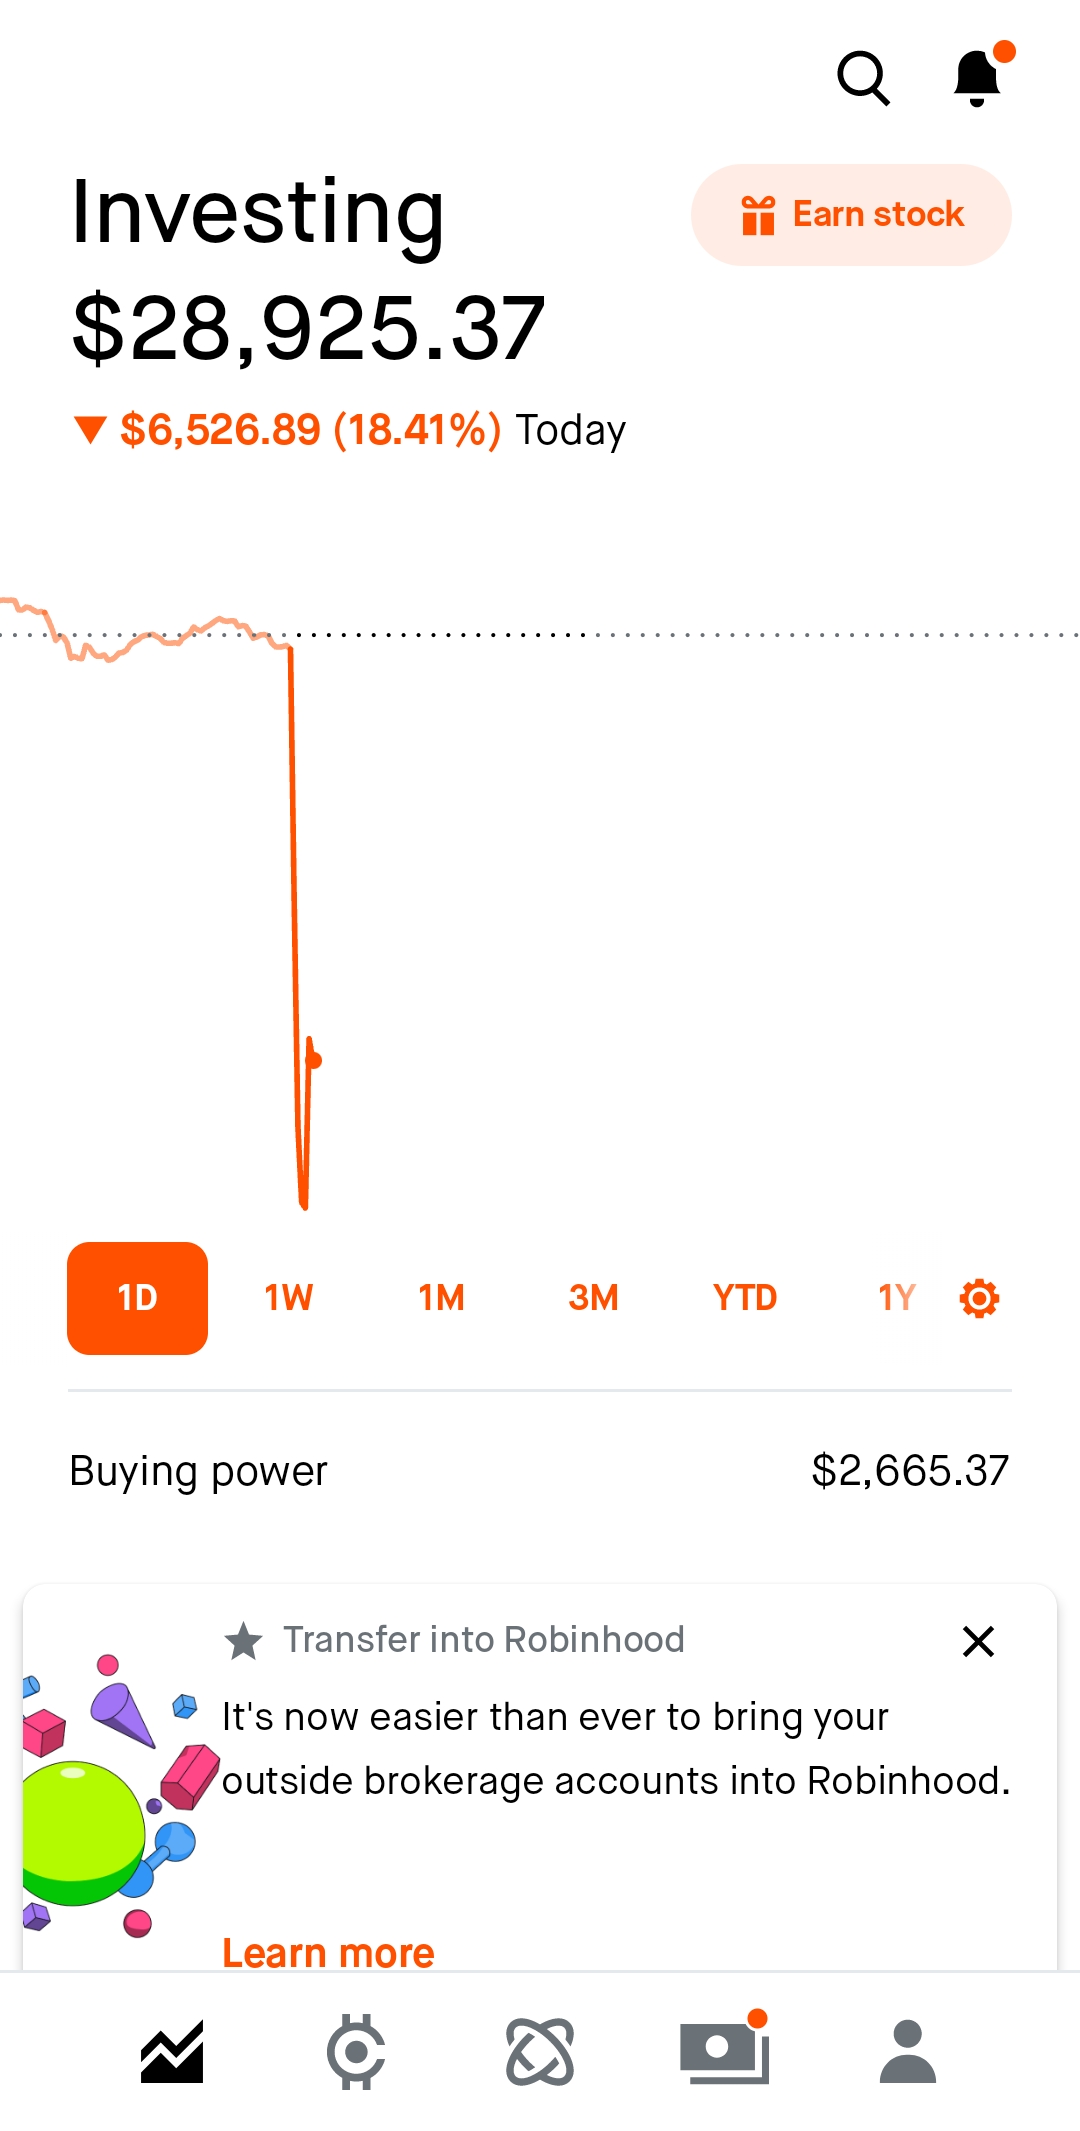 Investing
Earn stock
$28,925.37
▼ $6,526.89 (18.41%) Today
1D 1W 1M 3M YTD 1Y
Buying power $2,665.37
Transfer into Robinhood
It's now easier than ever to bring your
outside brokerage accounts into Robinhood.
Learn more